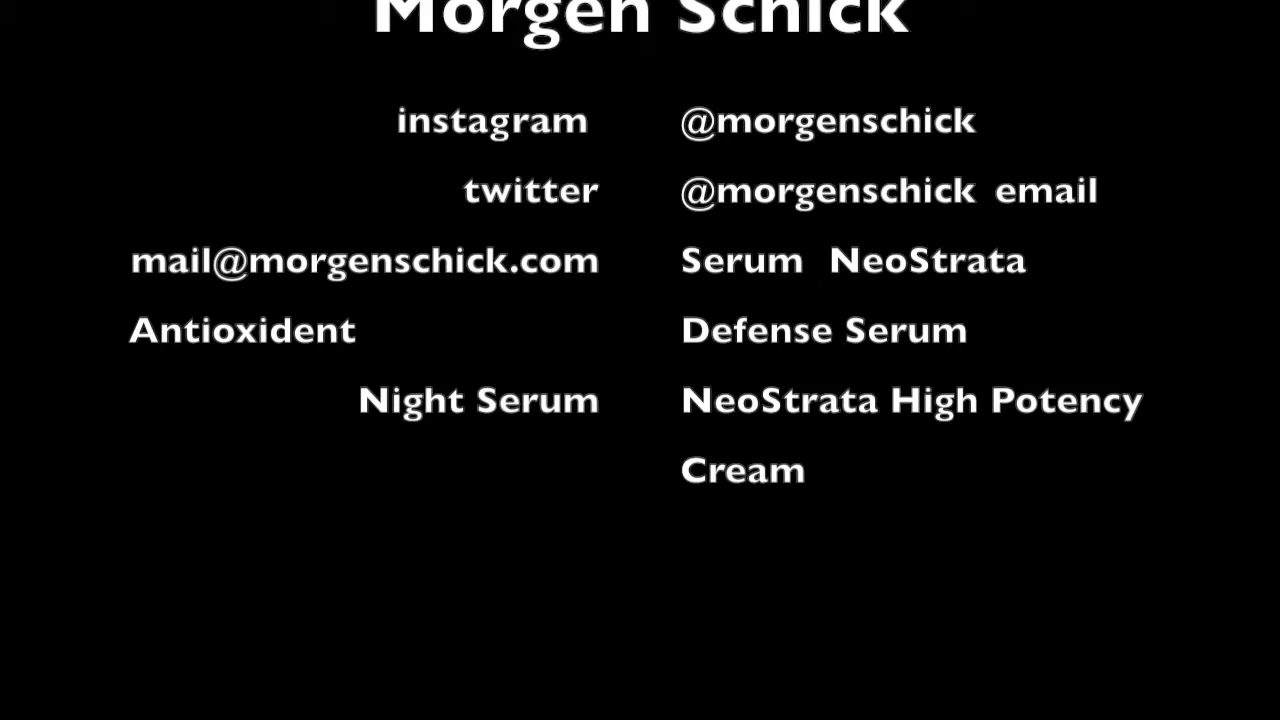 Morgen Schick
instagram @morgenschick
twitter @morgenschick email
mail@morgenschick.com Serum NeoStrata
Antioxident Defense Serum
Night Serum NeoStrata High Potency
Cream